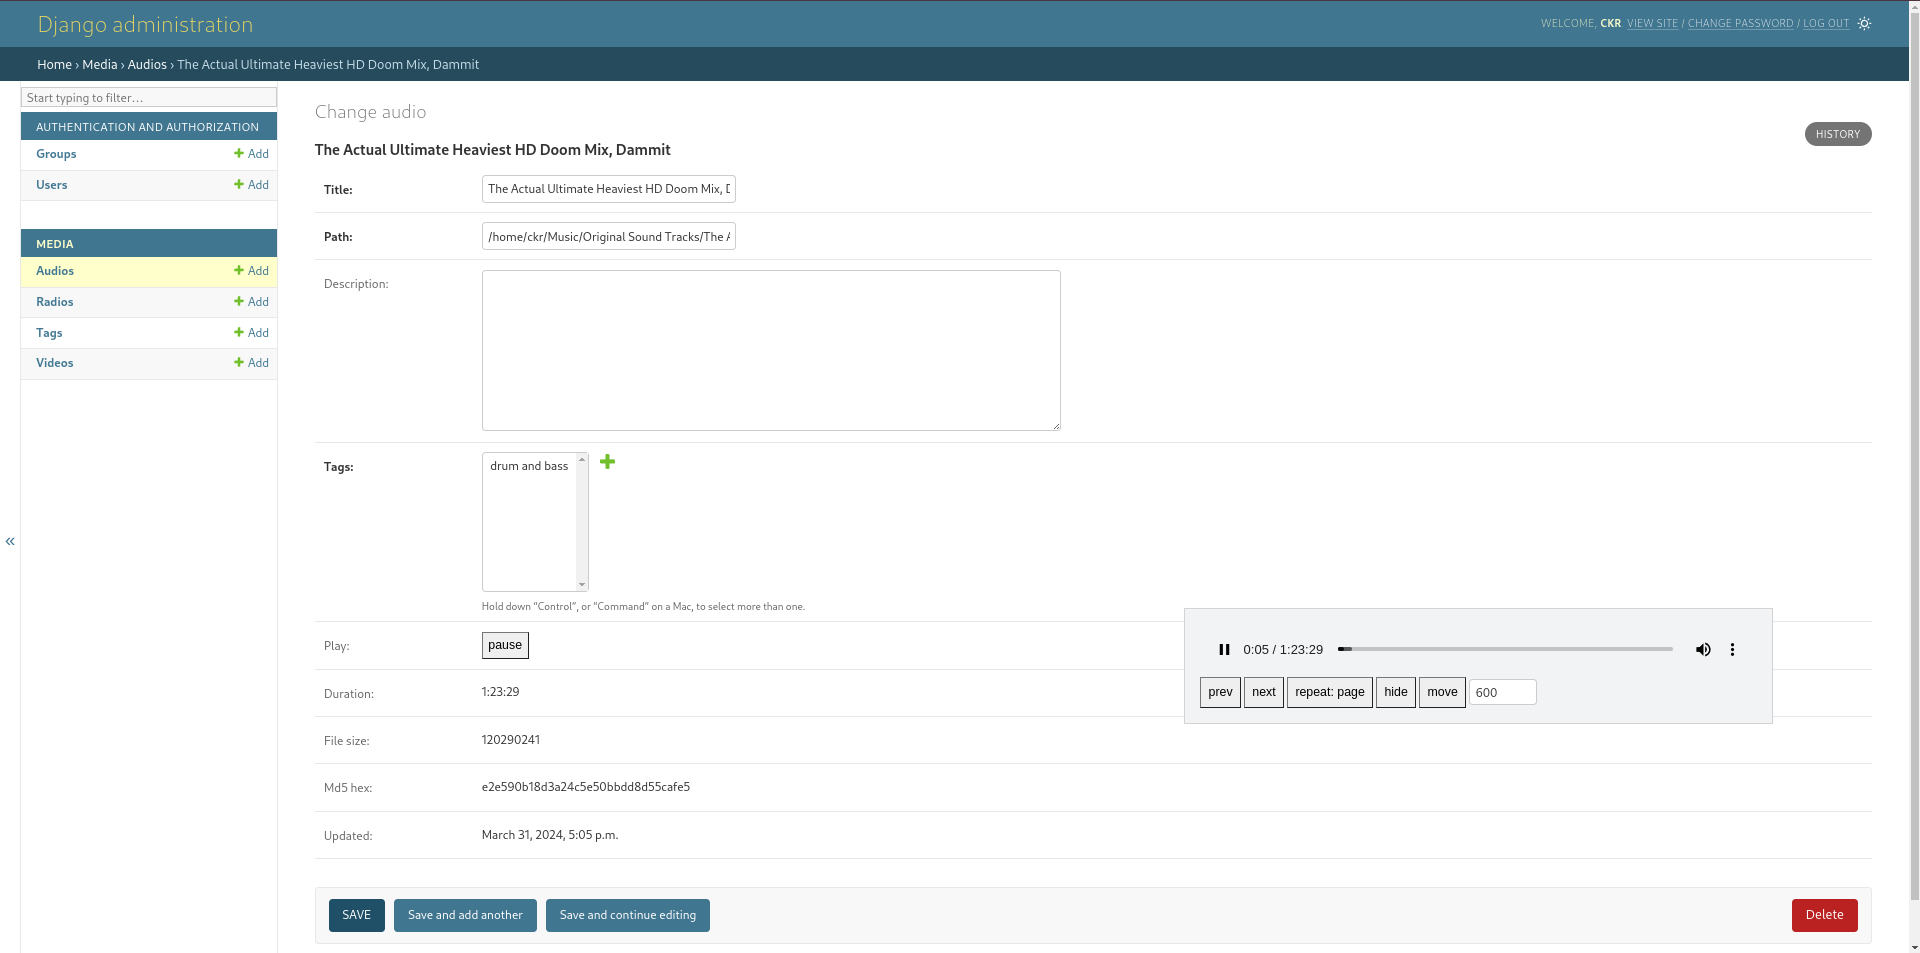 Django administration
WELCOME, CKR VIEW SITE / CHANGE PASSWORD / LOG OUT
Home › Media › Audios › The Actual Ultimate Heaviest HD Doom Mix, Dammit
Start typing to filter…
AUTHENTICATION AND AUTHORIZATION
Groups Add
Users Add
MEDIA
Audios Add
Radios Add
Tags Add
Videos Add
«
Change audio
HISTORY
The Actual Ultimate Heaviest HD Doom Mix, Dammit
Title: The Actual Ultimate Heaviest HD Doom Mix,
Path: /home/ckr/Music/Original Sound Tracks/The
Description:
Tags: drum and bass
Hold down “Control”, or “Command” on a Mac, to select more than one.
Play: pause
Duration: 1:23:29
File size: 120290241
Md5 hex: e2e590b18d3a24c5e50bbdd8d55cafe5
Updated: March 31, 2024, 5:05 p.m.
0:05 / 1:23:29
prev next repeat: page hide move 600
SAVE Save and add another Save and continue editing Delete